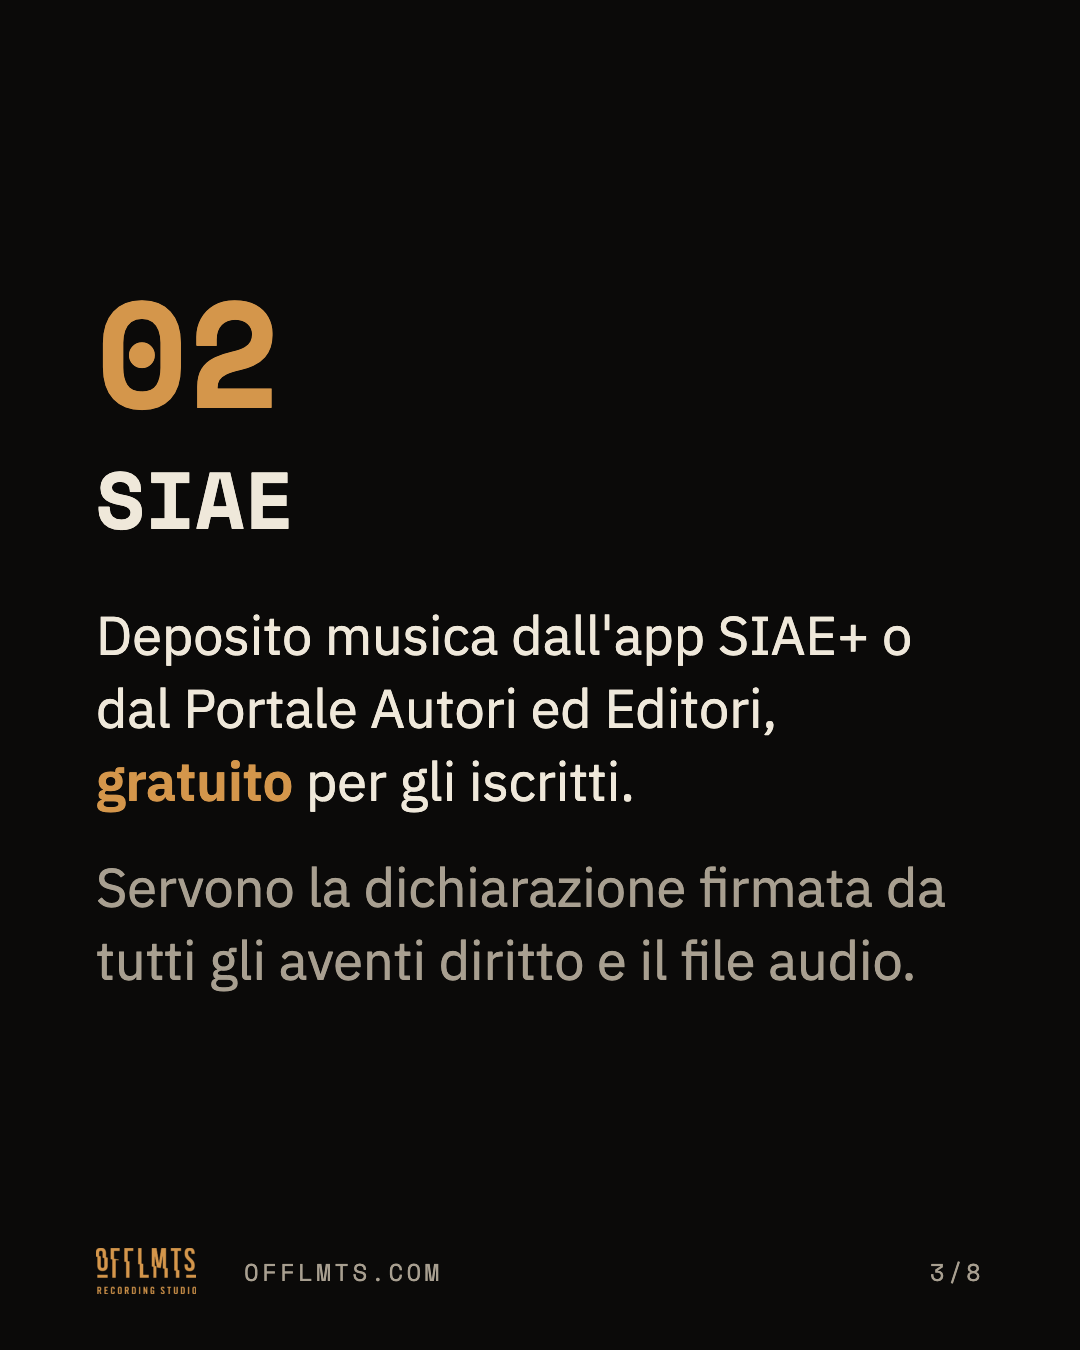 02
SIAE
Deposito musica dall'app SIAE+ o
dal Portale Autori ed Editori,
gratuito per gli iscritti.
Servono la dichiarazione firmata da
tutti gli aventi diritto e il file audio.
OFFLMTS
RECORDING STUDIO
OFFLMTS.COM
3/8